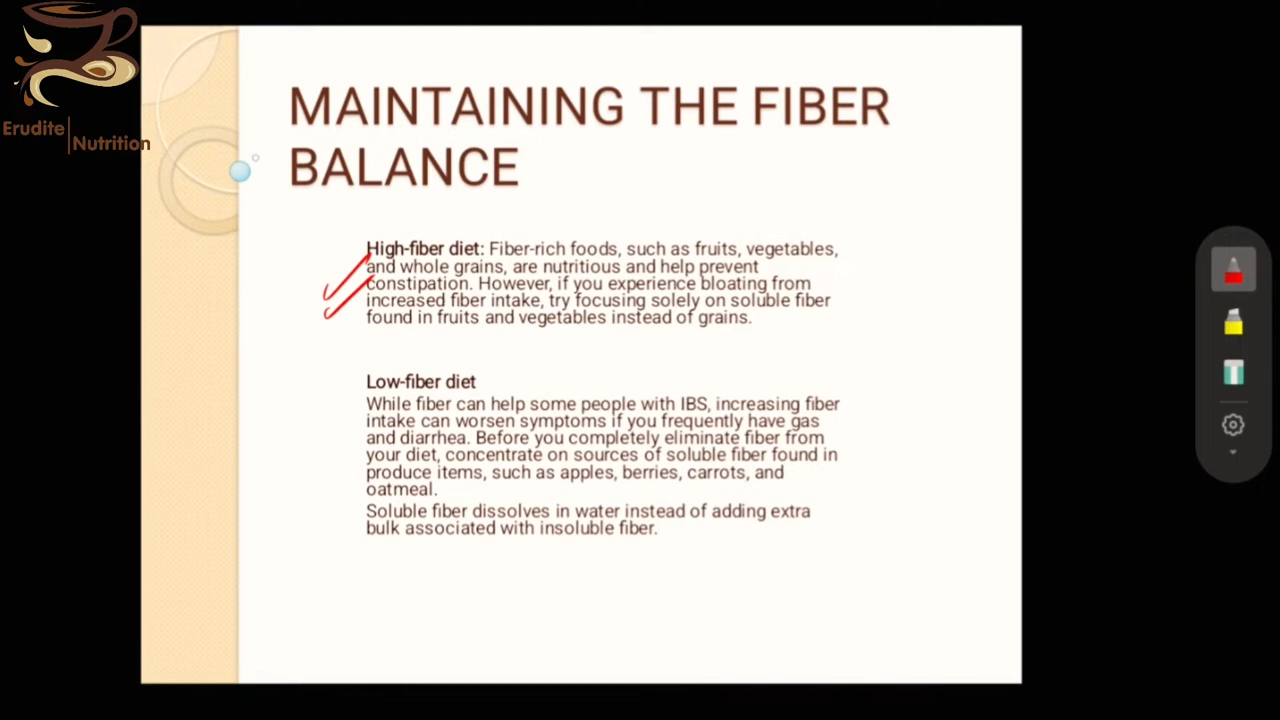 Erudite
Nutrition
MAINTAINING THE FIBER
BALANCE
High-fiber diet: Fiber-rich foods, such as fruits, vegetables,
and whole grains, are nutritious and help prevent
constipation. However, if you experience bloating from
increased fiber intake, try focusing solely on soluble fiber
found in fruits and vegetables instead of grains.
Low-fiber diet
While fiber can help some people with IBS, increasing fiber
intake can worsen symptoms if you frequently have gas
and diarrhea. Before you completely eliminate fiber from
your diet, concentrate on sources of soluble fiber found in
produce items, such as apples, berries, carrots, and
oatmeal.
Soluble fiber dissolves in water instead of adding extra
bulk associated with insoluble fiber.